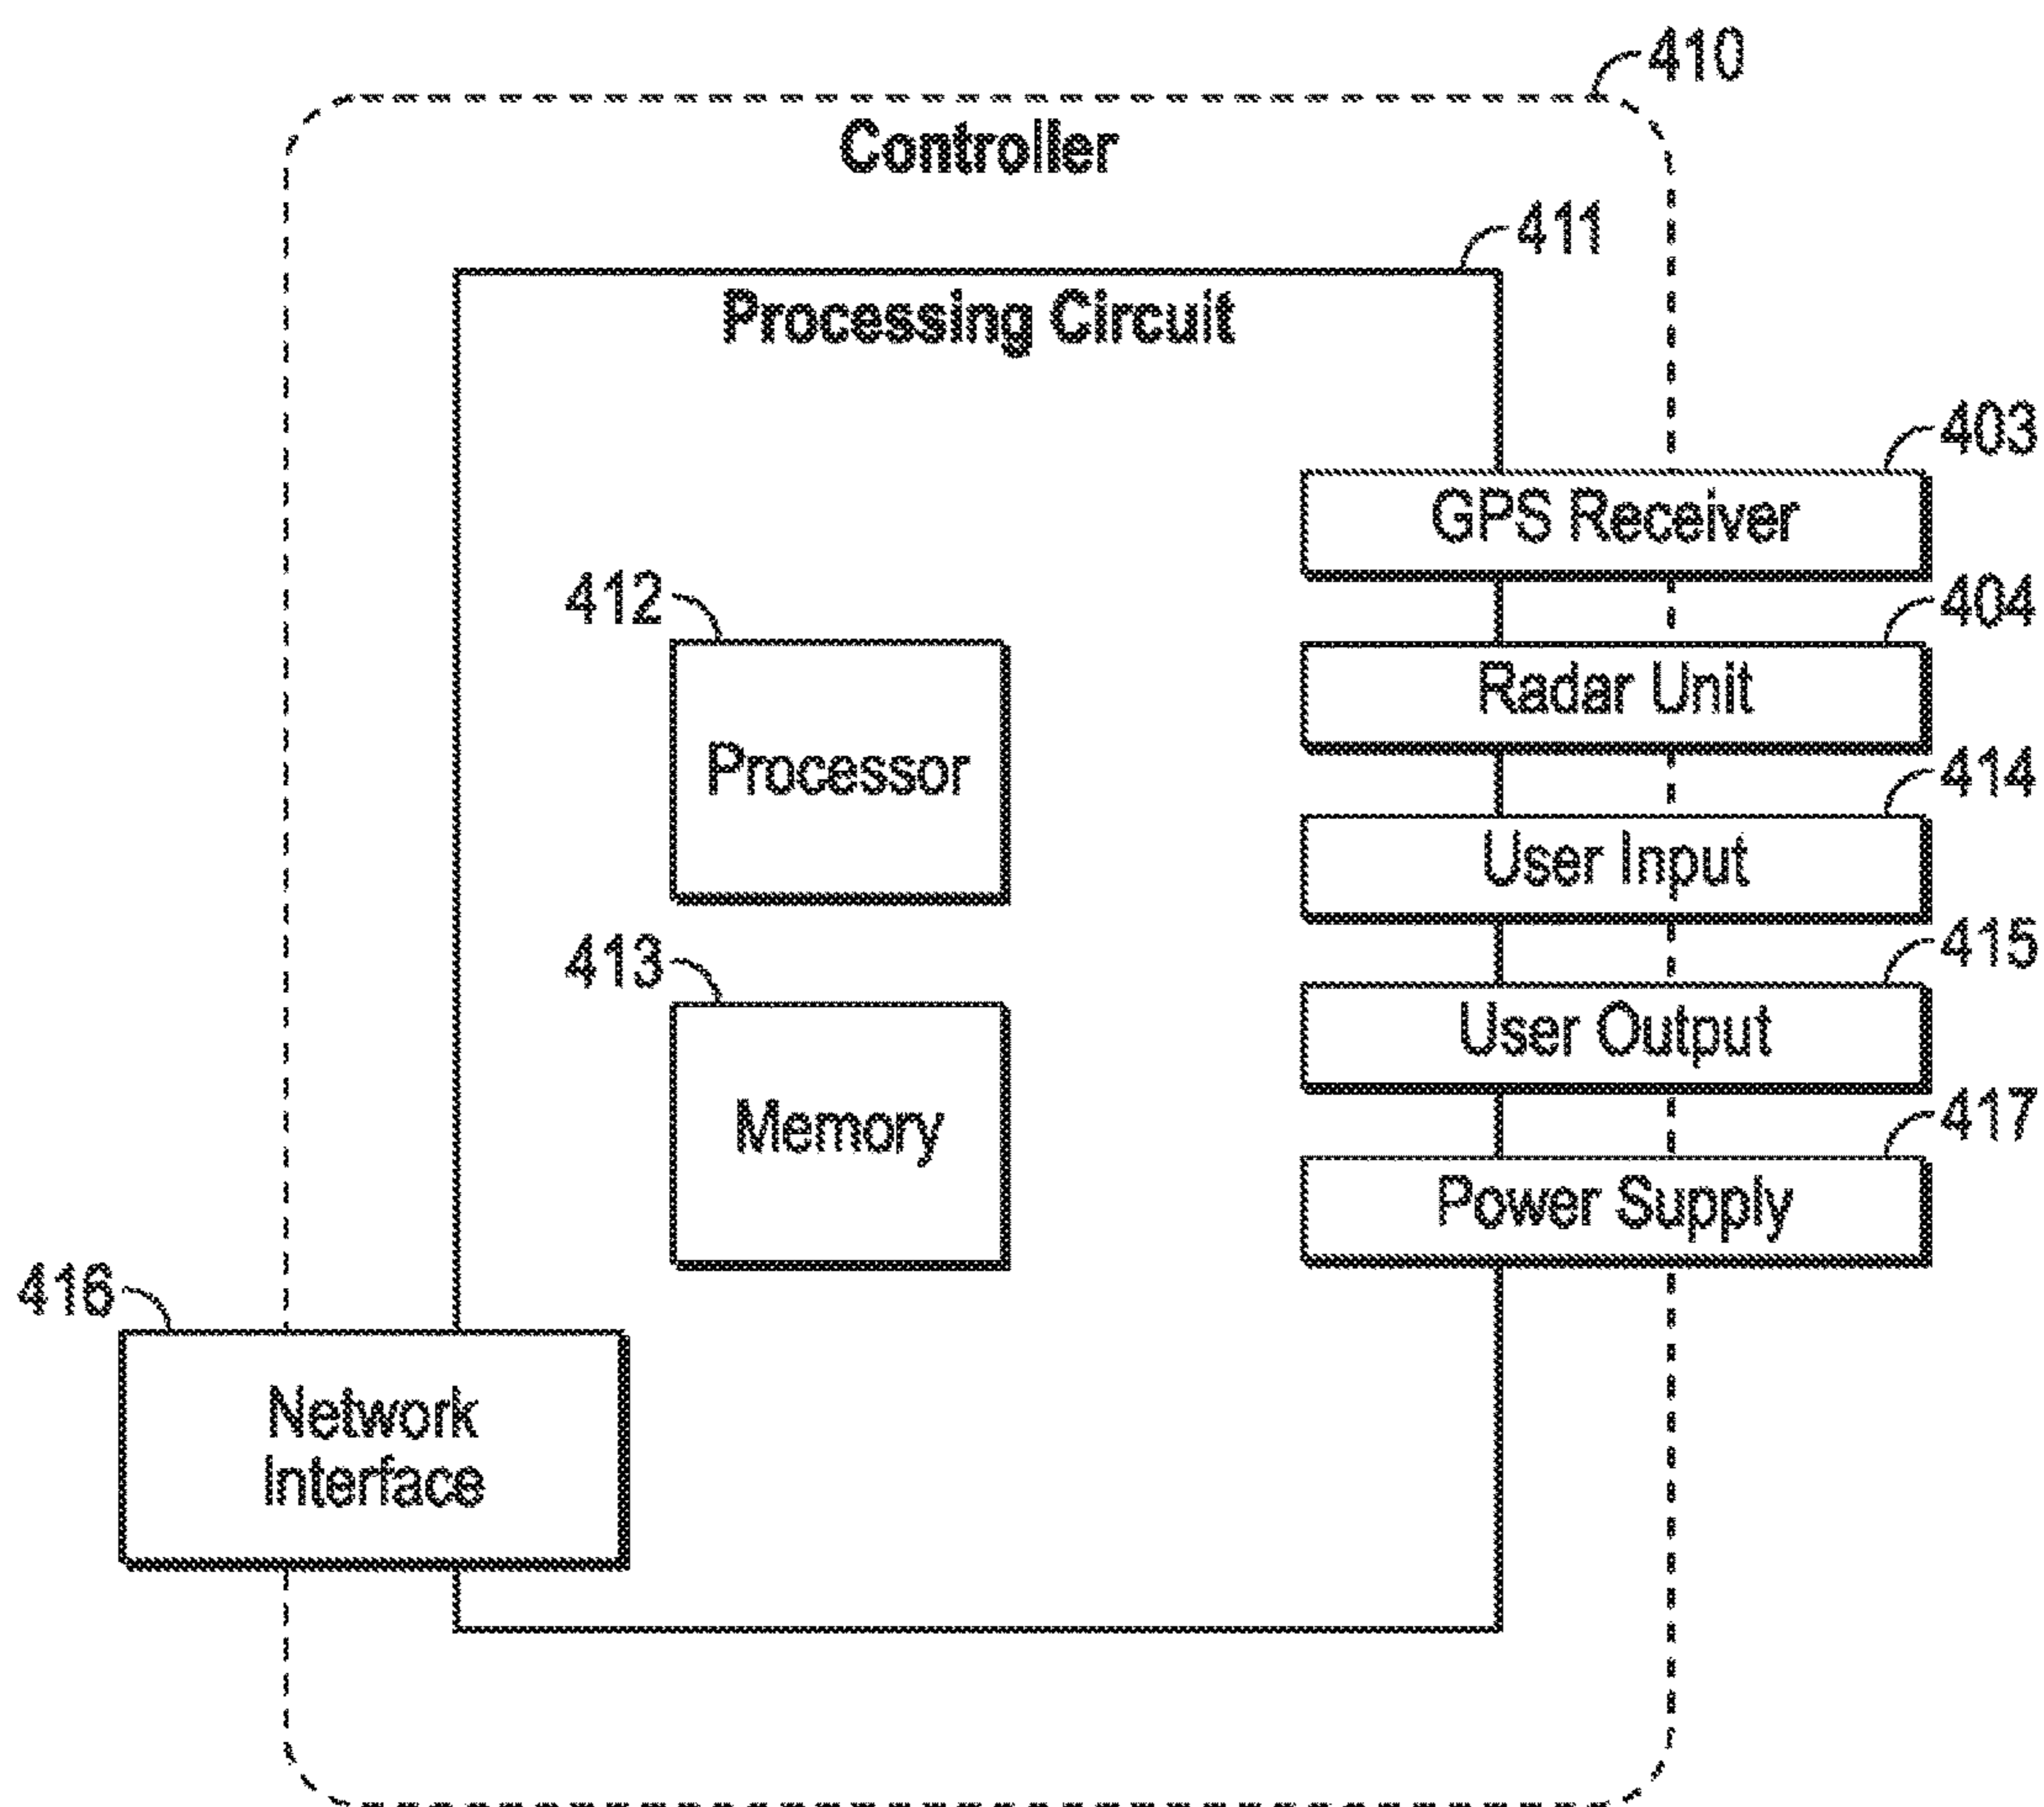 410
Controller
411
Processing Circuit
403
GPS Receiver
412
404
Radar Unit
Processor
414
User Input
413
415
User Output
Memory
417
Power Supply
416
Network
Interface